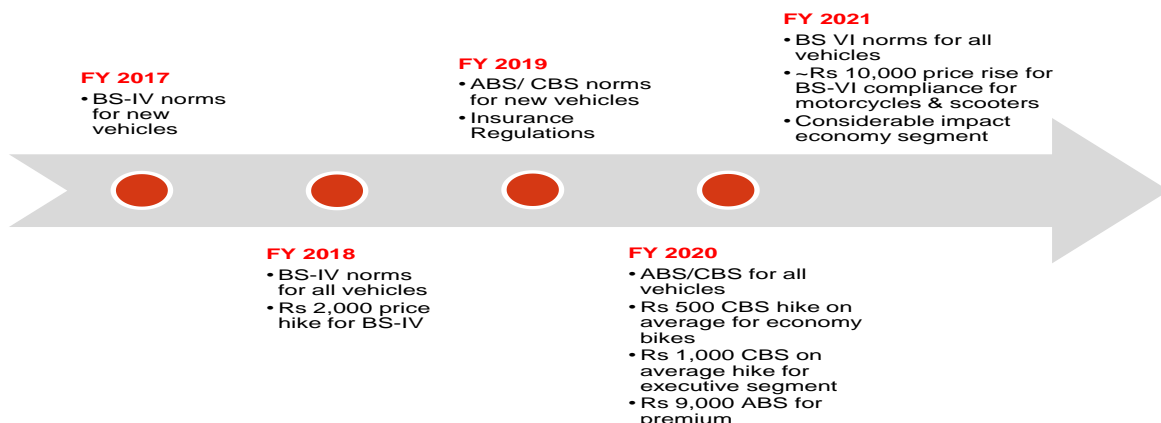 FY 2017
• BS-IV norms
for new
vehicles
FY 2018
• BS-IV norms
for all vehicles
• Rs 2,000 price
hike for BS-IV
FY 2019
• ABS/ CBS norms
for new vehicles
• Insurance
Regulations
FY 2020
• ABS/CBS for all
vehicles
• Rs 500 CBS hike on
average for economy
bikes
• Rs 1,000 CBS on
average hike for
executive segment
• Rs 9,000 ABS for
premium
FY 2021
• BS VI norms for all
vehicles
• ~Rs 10,000 price rise for
BS-VI compliance for
motorcycles & scooters
• Considerable impact
economy segment